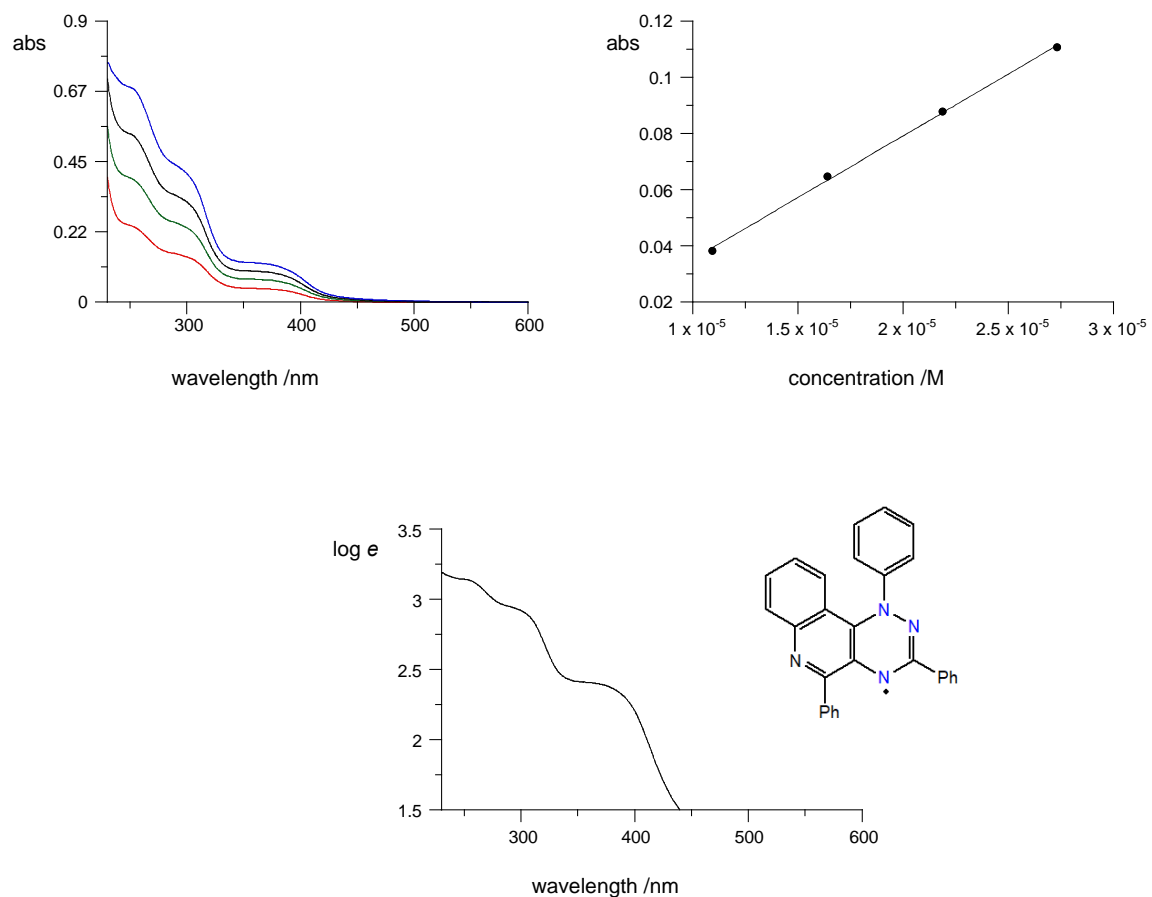 0.9
abs
0.67
0.45
0.22
0
300
400
500
600
wavelength /nm
0.12
abs
0.1
0.08
0.06
0.04
0.02
1 x 10⁻⁵
1.5 x 10⁻⁵
2 x 10⁻⁵
2.5 x 10⁻⁵
3 x 10⁻⁵
concentration /M
3.5
log e
3
2.5
2
1.5
300
400
500
600
wavelength /nm
N
N
N
N
Ph
Ph